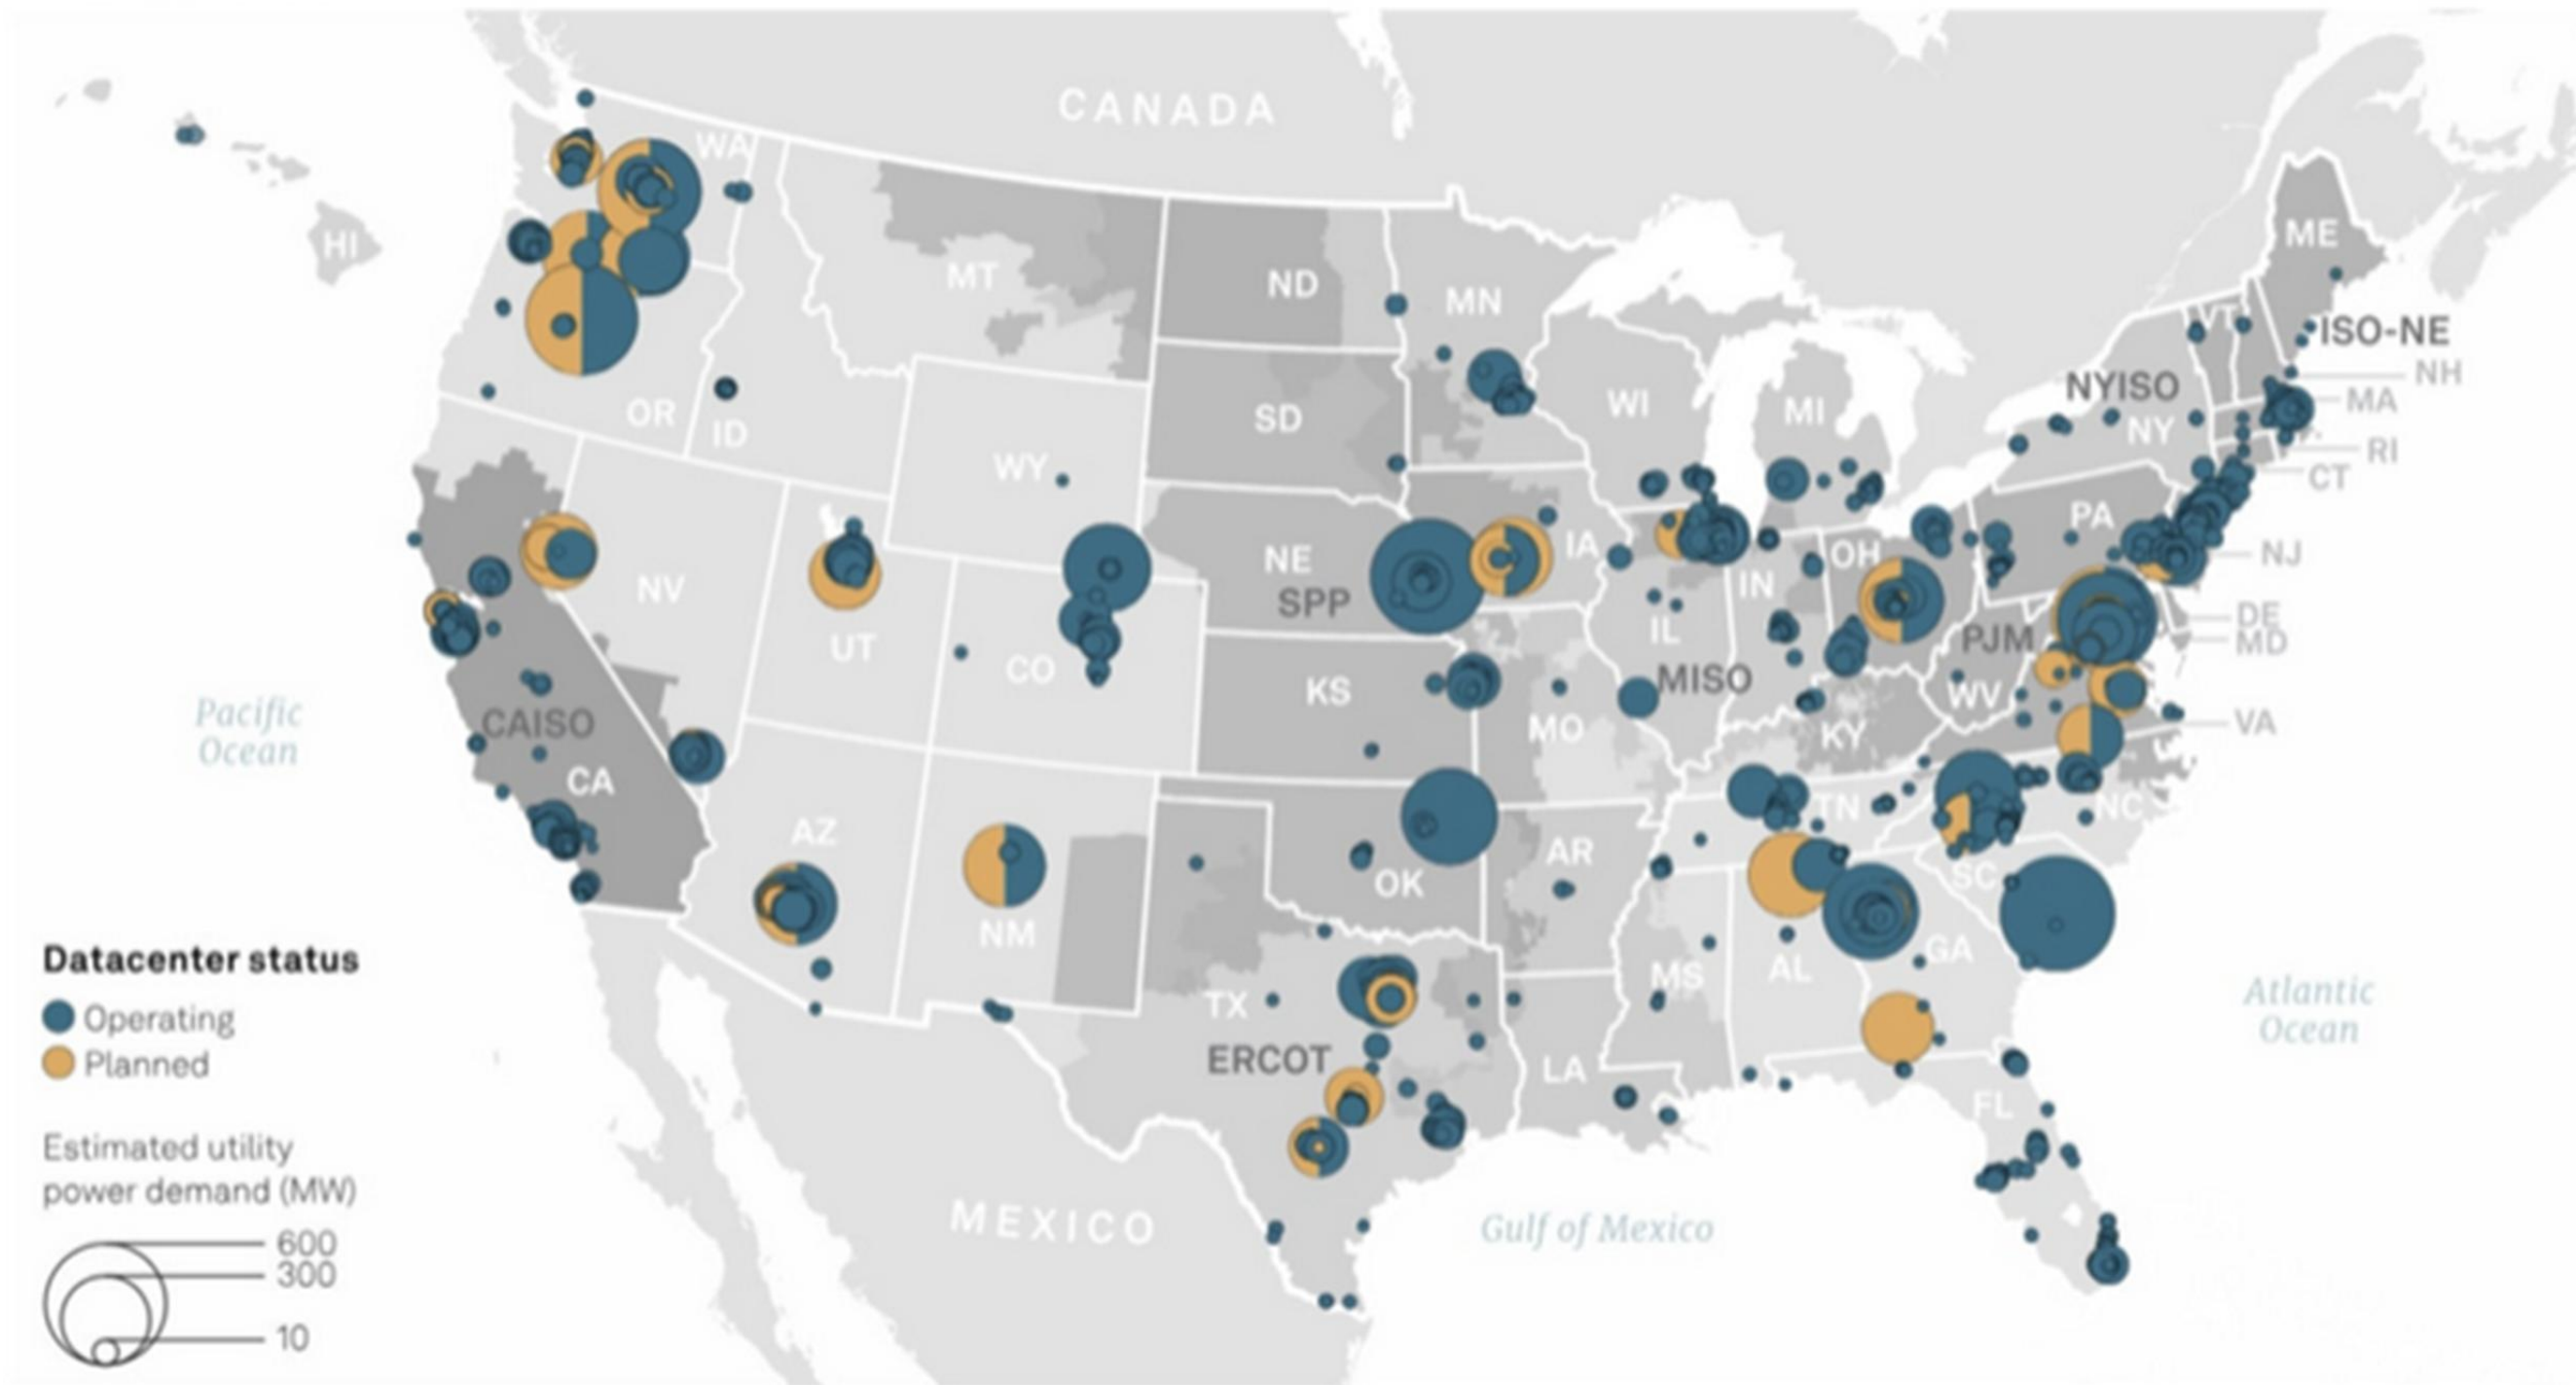 CANADA
WA
HI
MT
ND
MN
ME
VT
ISO-NE
NH
NYISO
MA
NY
RI
CT
OR
ID
SD
WI
MI
WY
PA
NJ
NE
SPP
IA
OH
IN
NV
UT
CO
IL
PJM
DE
MD
KS
MISO
WV
VA
Pacific
Ocean
CAISO
MO
KY
CA
AZ
TN
NC
AR
OK
SC
NM
Datacenter status
Operating
Planned
TX
ERCOT
MS
AL
GA
LA
FL
Atlantic
Ocean
Estimated utility
power demand (MW)
MEXICO
Gulf of Mexico
600
300
10